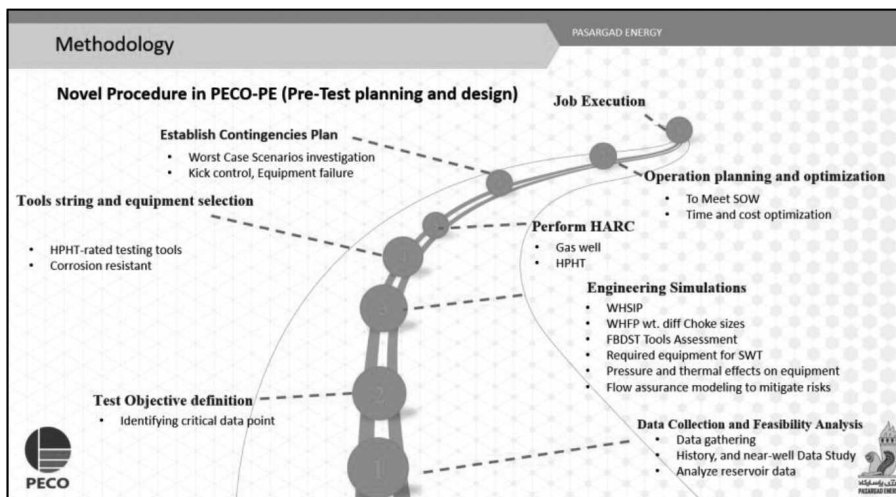 Methodology
PASARGAD ENERGY
Novel Procedure in PECO-PE (Pre-Test planning and design)
Job Execution
Establish Contingencies Plan
• Worst Case Scenarios investigation
• Kick control, Equipment failure
Operation planning and optimization
• To Meet SOW
• Time and cost optimization
Tools string and equipment selection
• HPHT-rated testing tools
• Corrosion resistant
Perform HARC
• Gas well
• HPHT
Engineering Simulations
• WHSIP
• WHFP wt. diff Choke sizes
• FBDST Tools Assessment
• Required equipment for SWT
• Pressure and thermal effects on equipment
• Flow assurance modeling to mitigate risks
3
Test Objective definition
• Identifying critical data point
2
Data Collection and Feasibility Analysis
• Data gathering
• History, and near-well Data Study
• Analyze reservoir data
1
PECO
PASARGAD ENERGY